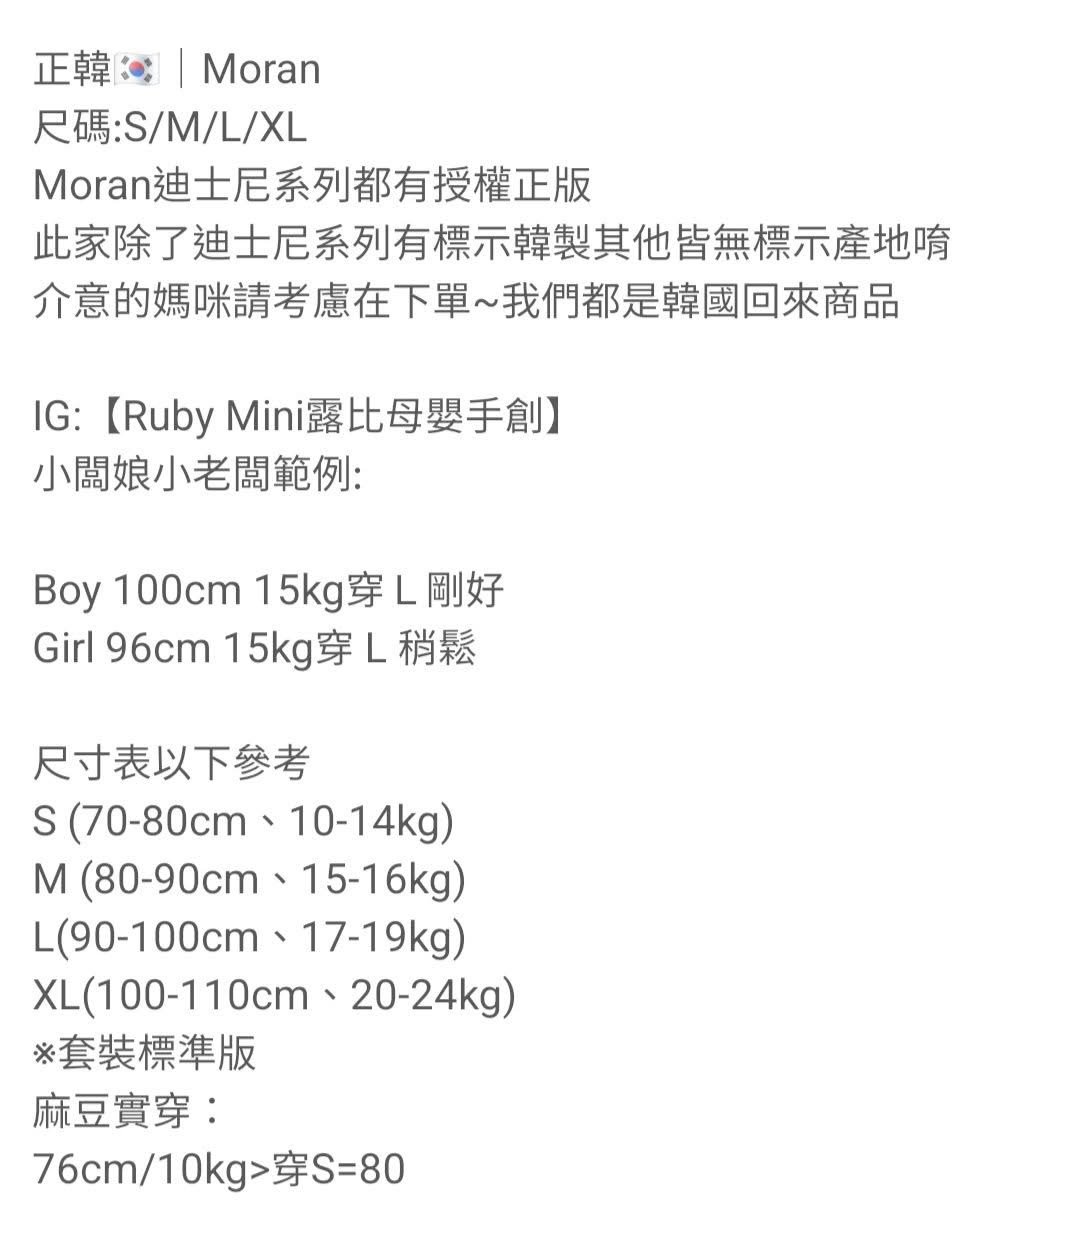 正韓🇰🇷｜Moran
尺碼:S/M/L/XL
Moran迪士尼系列都有授權正版
此家除了迪士尼系列有標示韓製其他皆無標示產地唷
介意的媽咪請考慮在下單~我們都是韓國回來商品
IG:【Ruby Mini露比母嬰手創】
小闆娘小老闆範例:
Boy 100cm 15kg穿 L 剛好
Girl 96cm 15kg穿 L 稍鬆
尺寸表以下參考
S (70-80cm、10-14kg)
M (80-90cm、15-16kg)
L(90-100cm、17-19kg)
XL(100-110cm、20-24kg)
※套裝標準版
麻豆實穿：
76cm/10kg>穿S=80